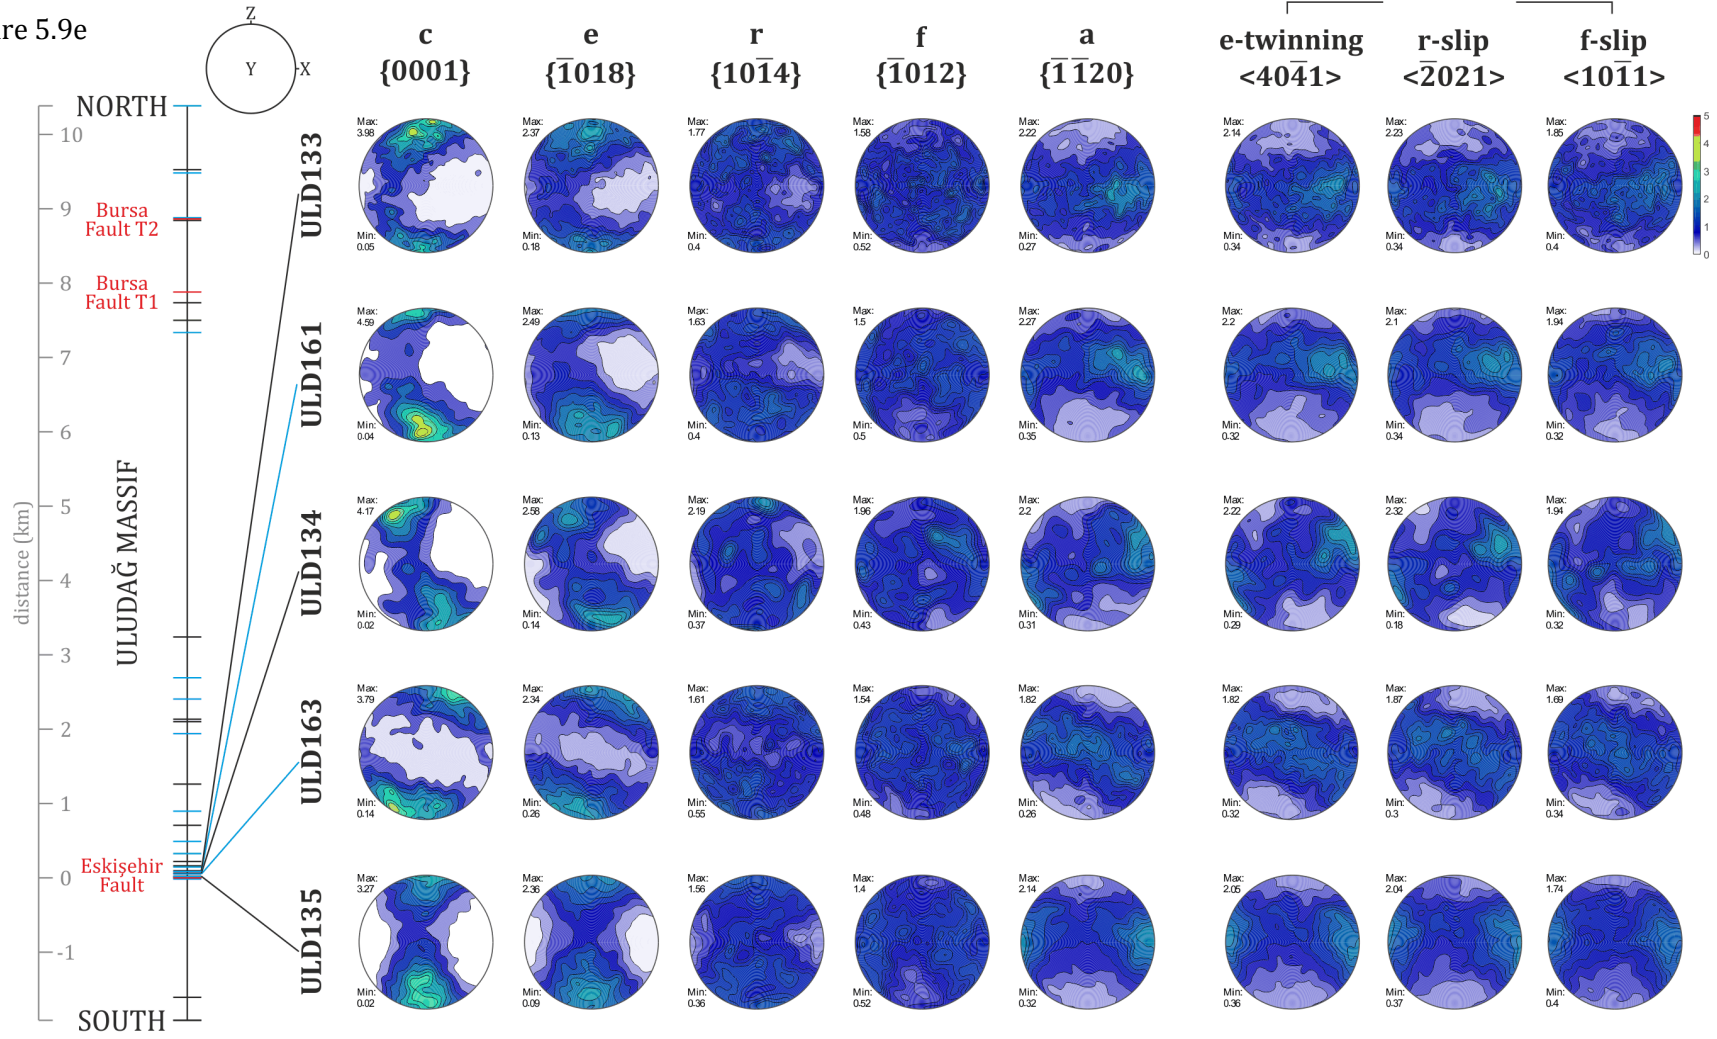 re 5.9e
Z
Y
X
c
{0001}
e
{1̅018}
r
{101̅4}
f
{1̅012}
a
{1̅1̅20}
e-twinning
<404̅1>
r-slip
<2̅021>
f-slip
<101̅1>
NORTH
10
9
8
7
6
5
4
3
2
1
0
-1
SOUTH
distance (km)
ULUDAĞ MASSIF
Bursa
Fault T2
Bursa
Fault T1
Eskişehir
Fault
ULD133
Max:
3.98
Min:
0.05
Max:
2.37
Min:
0.18
Max:
1.77
Min:
0.4
Max:
1.58
Min:
0.52
Max:
2.22
Min:
0.27
Max:
2.14
Min:
0.34
Max:
2.23
Min:
0.34
Max:
1.85
Min:
0.4
5
4
3
2
1
0
ULD161
Max:
4.59
Min:
0.04
Max:
2.49
Min:
0.13
Max:
1.63
Min:
0.4
Max:
1.5
Min:
0.5
Max:
2.27
Min:
0.35
Max:
2.2
Min:
0.32
Max:
2.1
Min:
0.34
Max:
1.94
Min:
0.32
ULD134
Max:
4.17
Min:
0.02
Max:
2.58
Min:
0.14
Max:
2.19
Min:
0.37
Max:
1.96
Min:
0.43
Max:
2.2
Min:
0.31
Max:
2.22
Min:
0.29
Max:
2.32
Min:
0.18
Max:
1.94
Min:
0.32
ULD163
Max:
3.79
Min:
0.14
Max:
2.34
Min:
0.26
Max:
1.61
Min:
0.55
Max:
1.54
Min:
0.48
Max:
1.82
Min:
0.26
Max:
1.82
Min:
0.32
Max:
1.87
Min:
0.3
Max:
1.69
Min:
0.34
ULD135
Max:
3.27
Min:
0.02
Max:
2.36
Min:
0.09
Max:
1.56
Min:
0.36
Max:
1.4
Min:
0.52
Max:
2.14
Min:
0.32
Max:
2.05
Min:
0.36
Max:
2.04
Min:
0.37
Max:
1.74
Min:
0.4